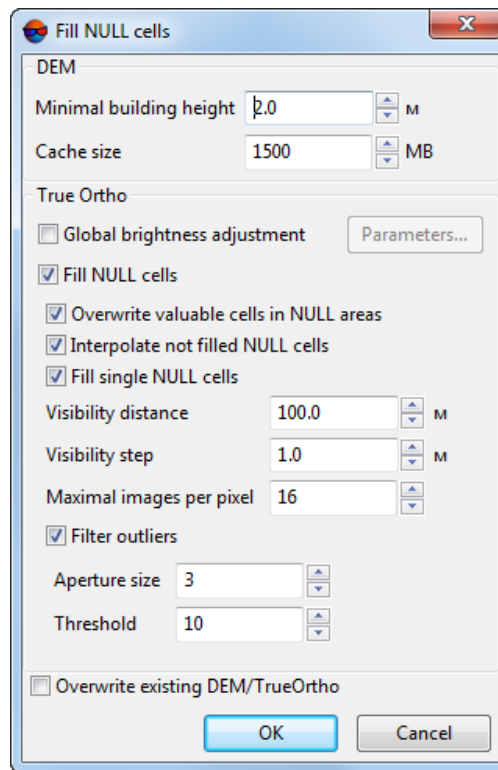 Fill NULL cells
DEM
Minimal building height 2.0 м
Cache size 1500 MB
True Ortho
Global brightness adjustment Parameters...
Fill NULL cells
Overwrite valuable cells in NULL areas
Interpolate not filled NULL cells
Fill single NULL cells
Visibility distance 100.0 м
Visibility step 1.0 м
Maximal images per pixel 16
Filter outliers
Aperture size 3
Threshold 10
Overwrite existing DEM/TrueOrtho
OK Cancel